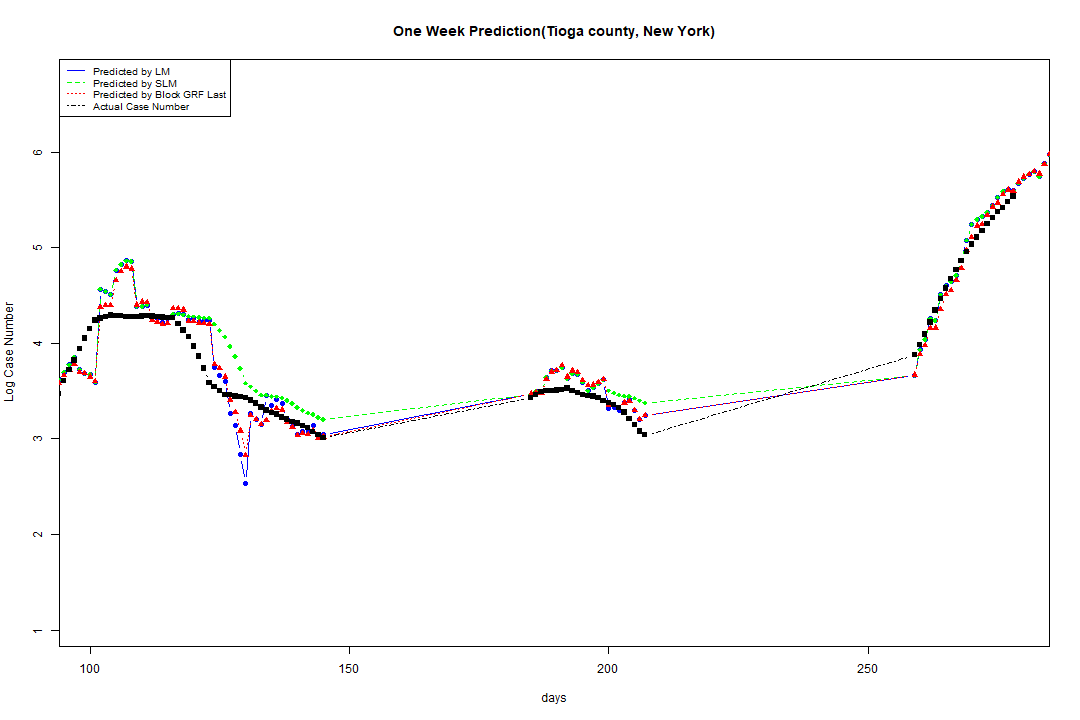 One Week Prediction(Tioga county, New York)
Predicted by LM
Predicted by SLM
Predicted by Block GRF Last
Actual Case Number
Log Case Number
6
5
4
3
2
1
100 150 200 250
days